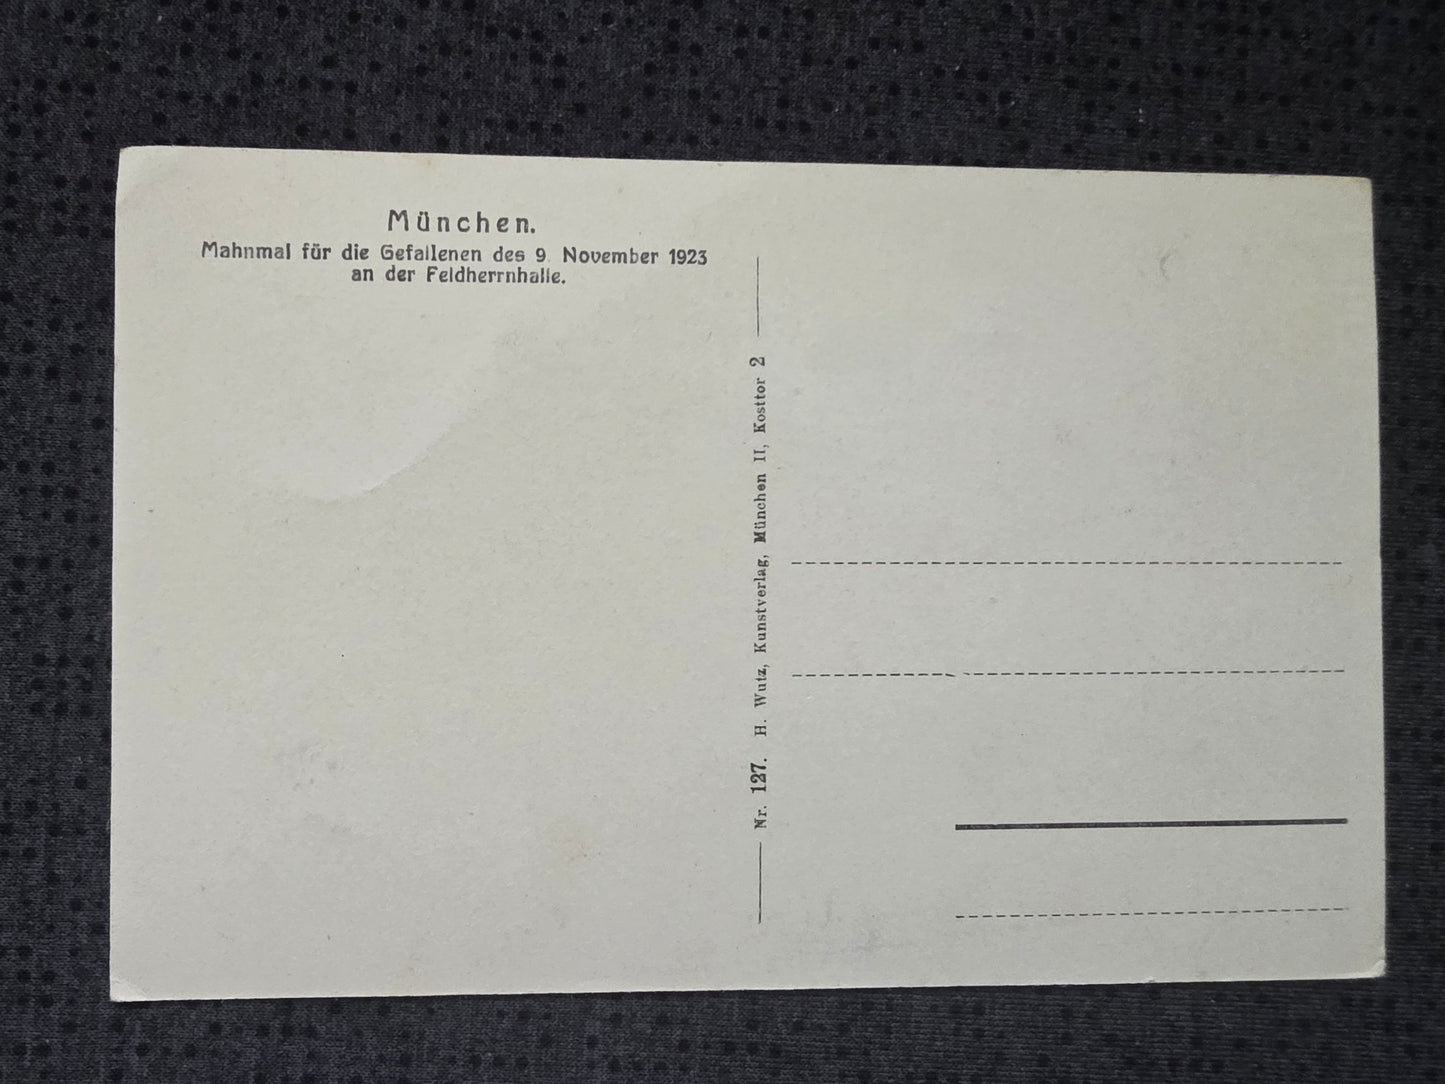 München.
Mahnmal für die Gefallenen des 9. November 1923
an der Feldherrnhalle.
Nr. 127. H. Wutz, Kunstverlag, München II, Kosttor 2